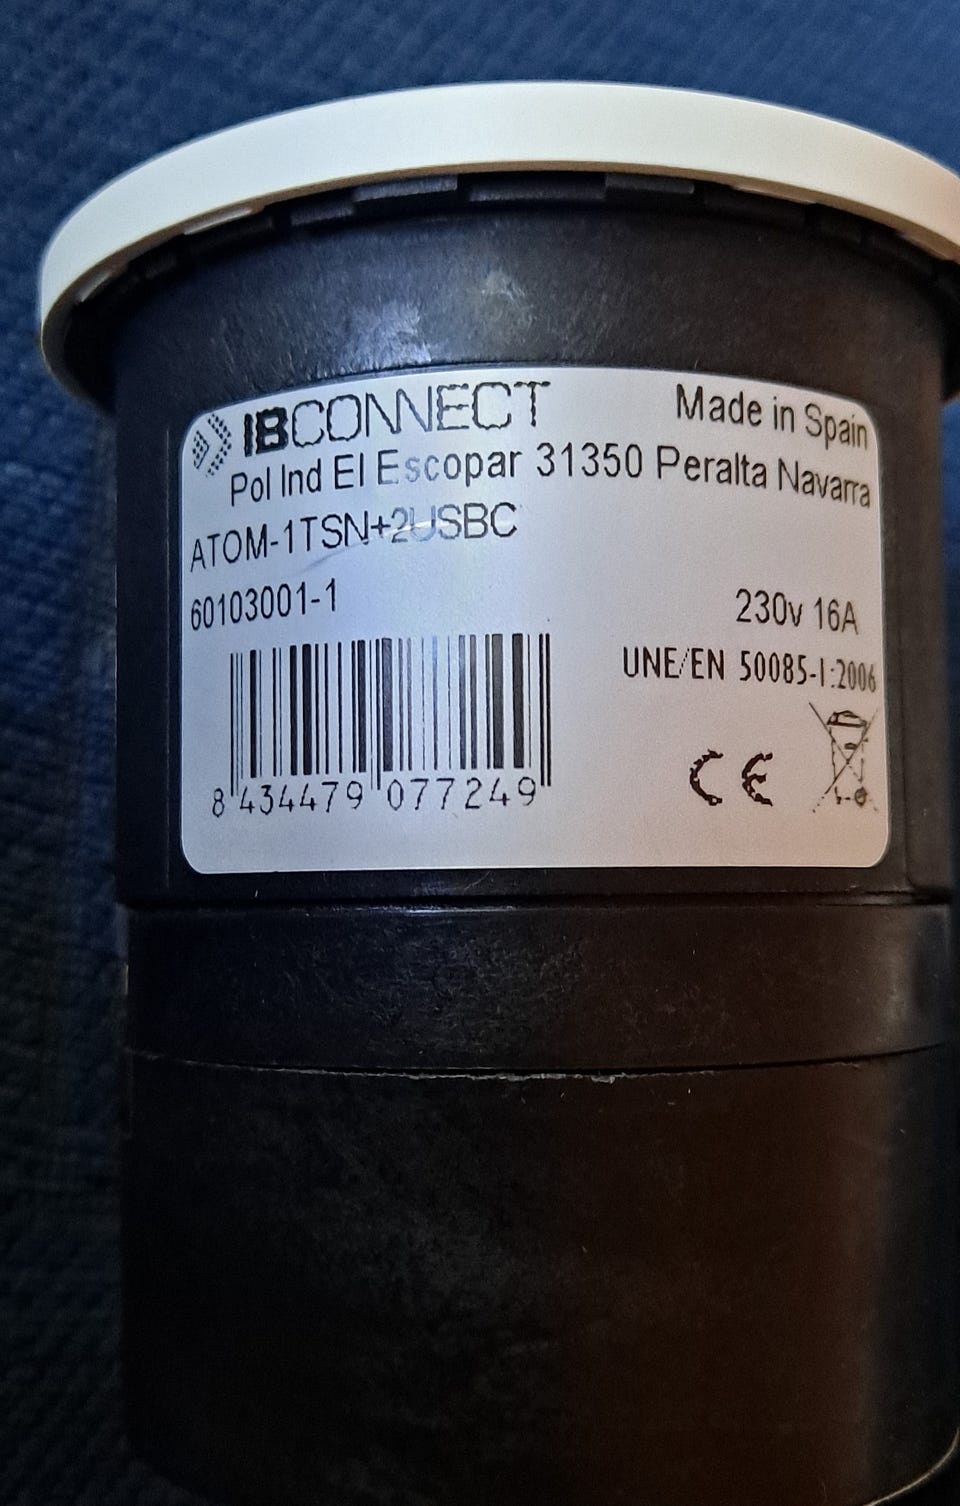 IBCONNECT
Made in Spain
Pol Ind El Escopar 31350 Peralta Navarra
ATOM-1TSN+2USBC
60103001-1
230v 16A
UNE/EN 50085-1:2006
8 434479 077249
CE